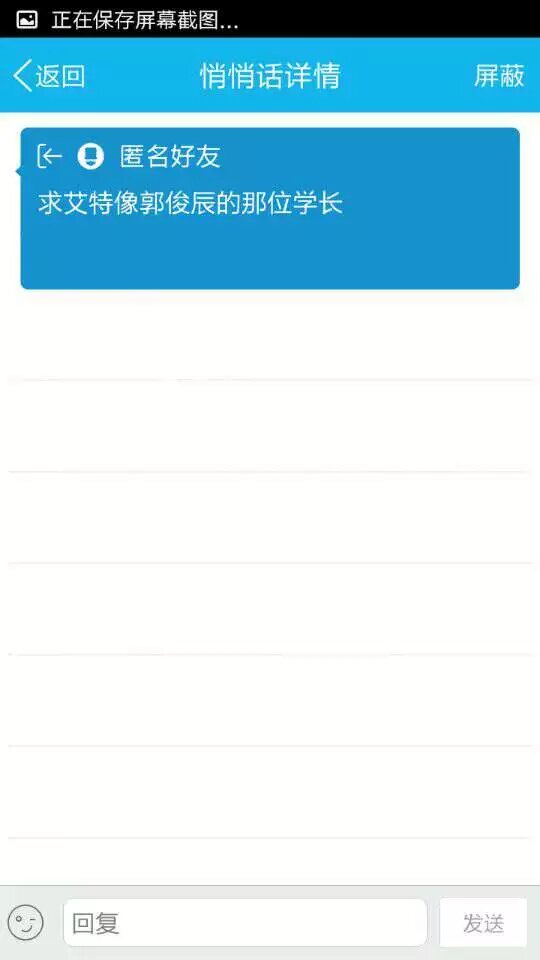 正在保存屏幕截图...
返回
悄悄话详情
屏蔽
匿名好友
求艾特像郭俊辰的那位学长
回复
发送